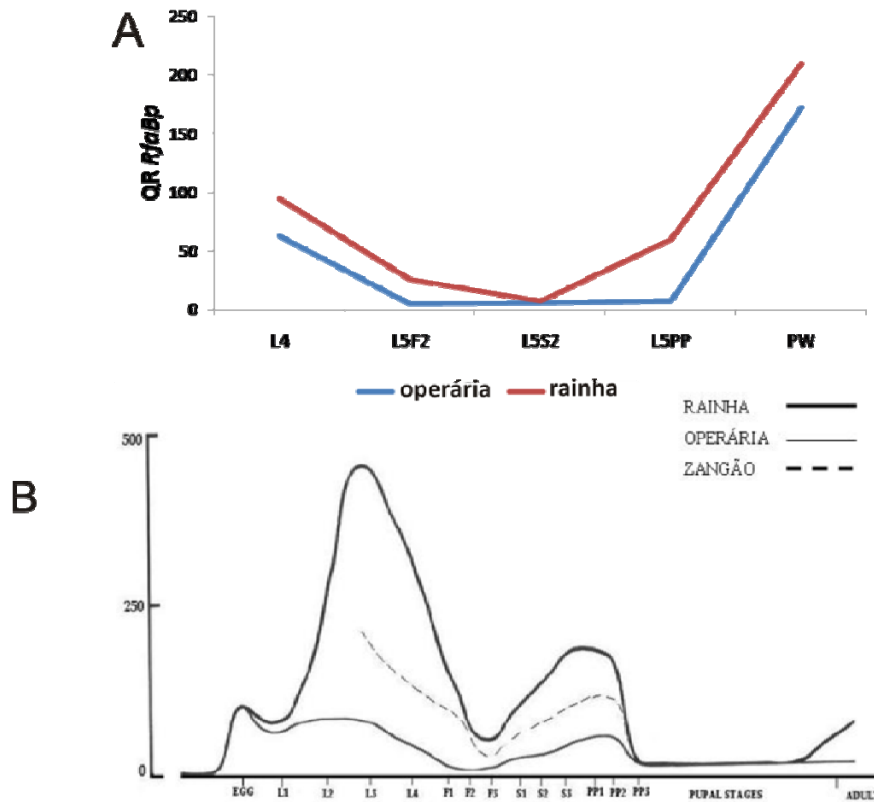 A
250
200
150
100
50
0
QR RfaBp
L4 L5F2 L5S2 L5PP PW
operária rainha
RAINHA
OPERÁRIA
ZANGÃO
B
500
250
0
EGG L1 L2 L3 L4 F1 F2 F3 S1 S2 S3 PP1 PP2 PP3 PUPAL STAGES ADULT